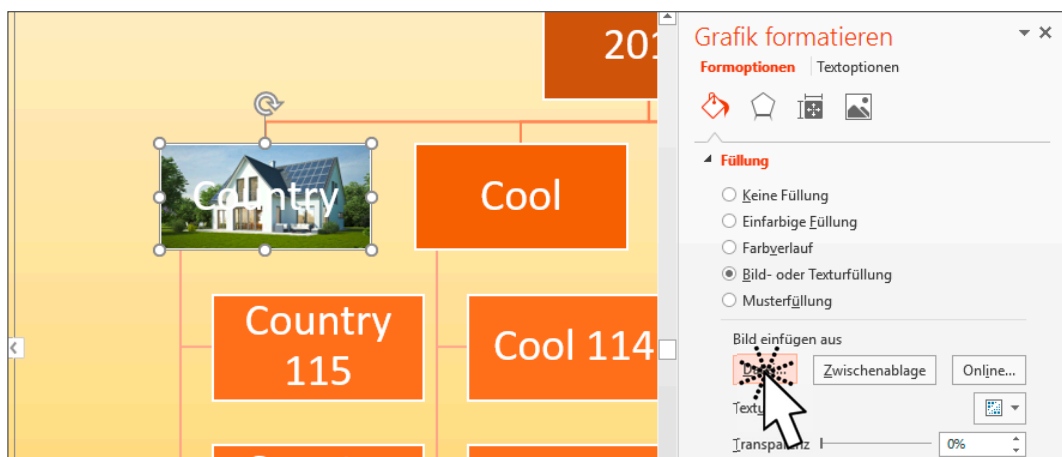 201
Country
Cool
Country
115
Cool 114
Grafik formatieren
Formoptionen
Textoptionen
Füllung
Keine Füllung
Einfarbige Füllung
Farbverlauf
Bild- oder Texturfüllung
Musterfüllung
Bild einfügen aus
Zwischenablage
Online...
Transparenz
0%